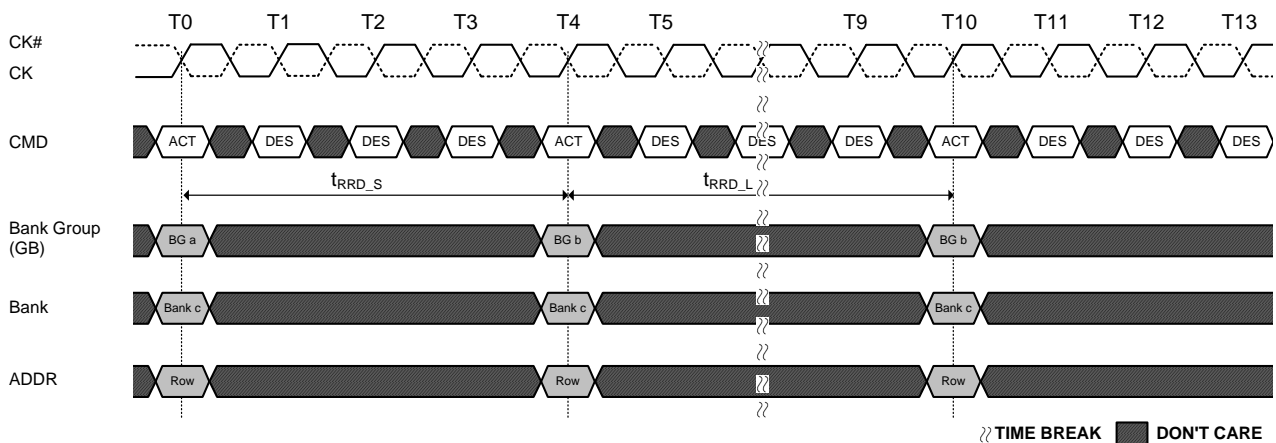 T0 T1 T2 T3 T4 T5 T9 T10 T11 T12 T13
CK#
CK
CMD ACT DES DES DES ACT DES DES DES ACT DES DES DES
tRRD_S tRRD_L
Bank Group
(GB)
BG a BG b BG b
Bank Bank c Bank c Bank c
ADDR Row Row Row
TIME BREAK DON'T CARE